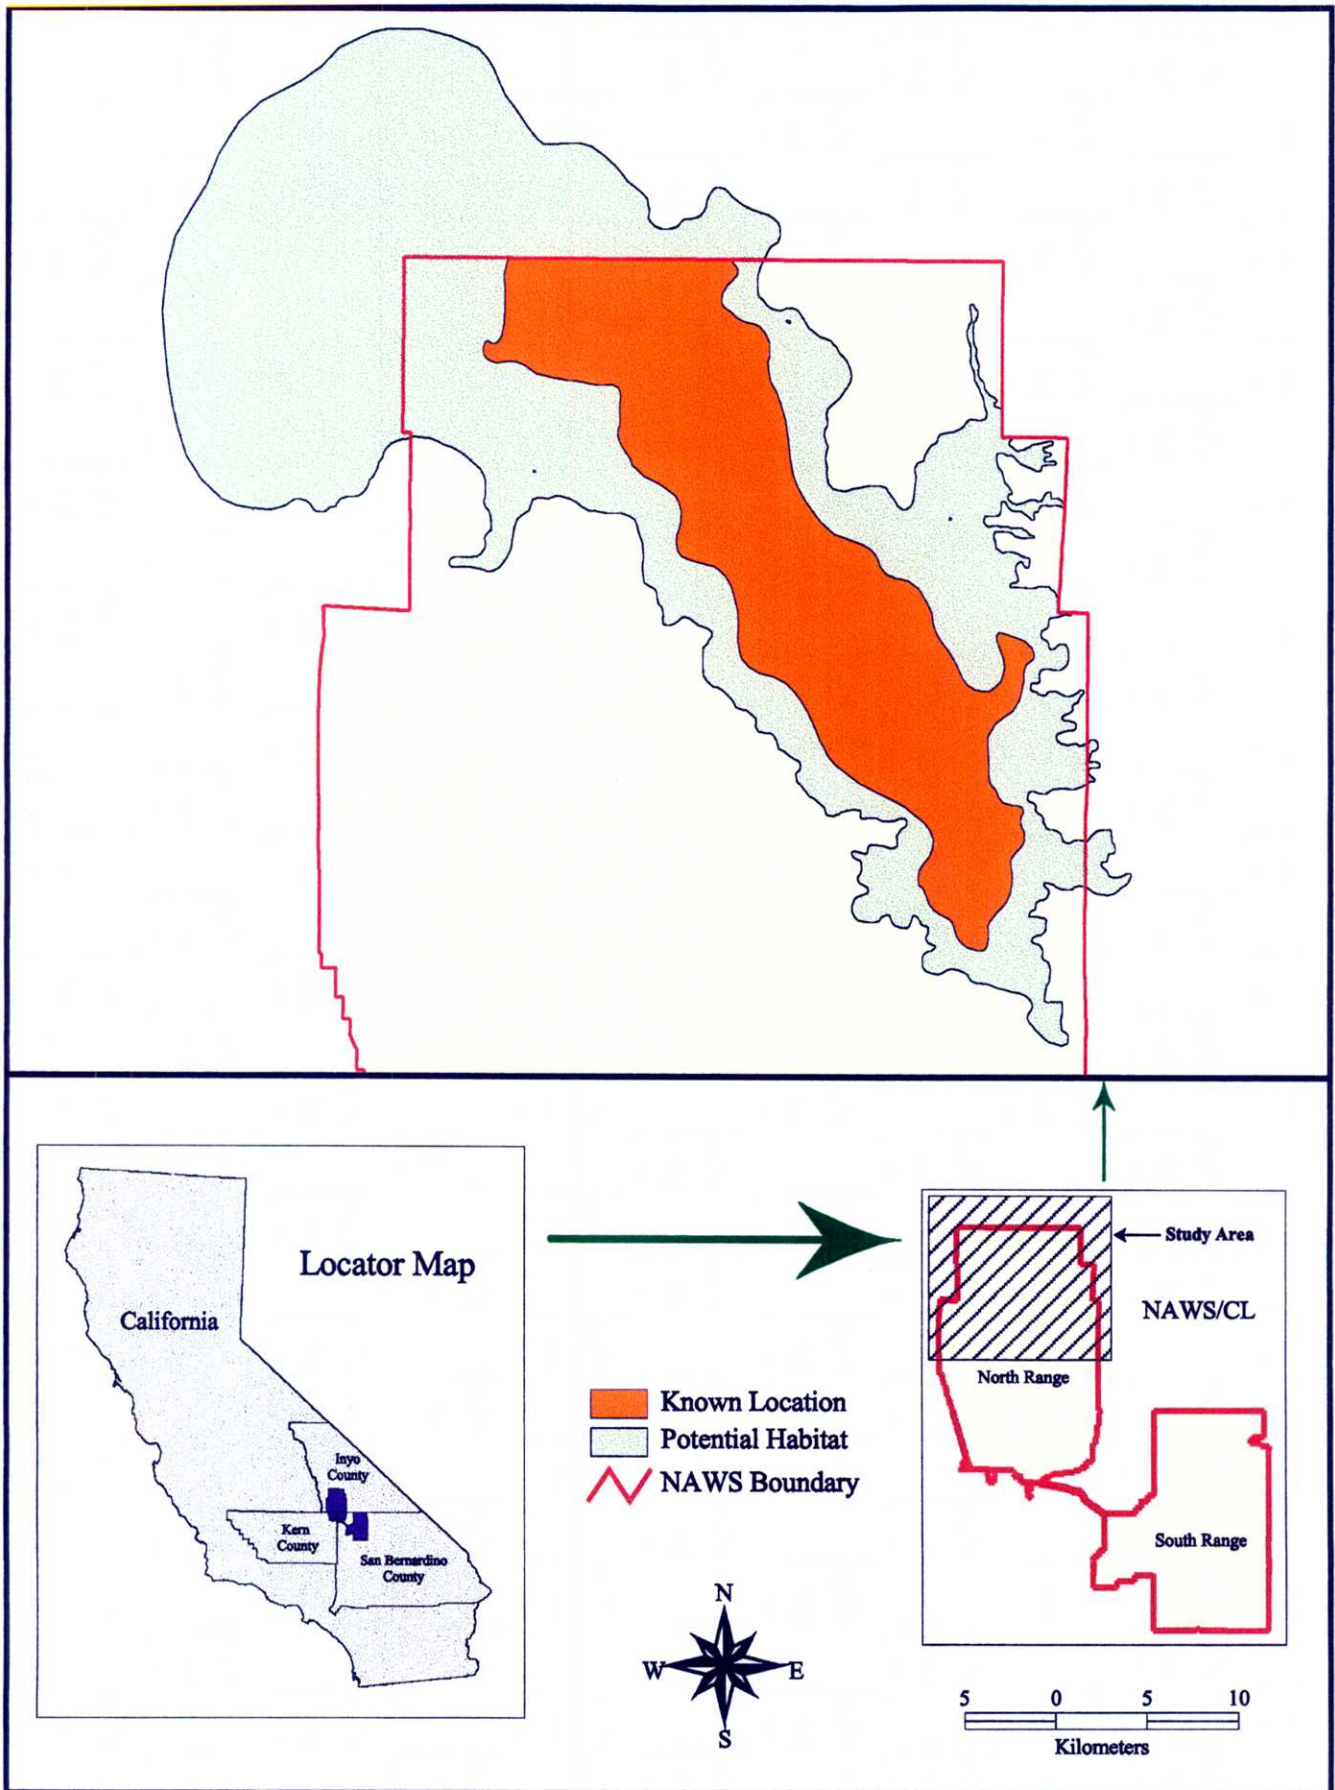 Locator Map
California
Inyo
County
Kern
County
San Bernardino
County
Known Location
Potential Habitat
NAWS Boundary
N
W
E
S
Study Area
NAWS/CL
North Range
South Range
5 0 5 10
Kilometers